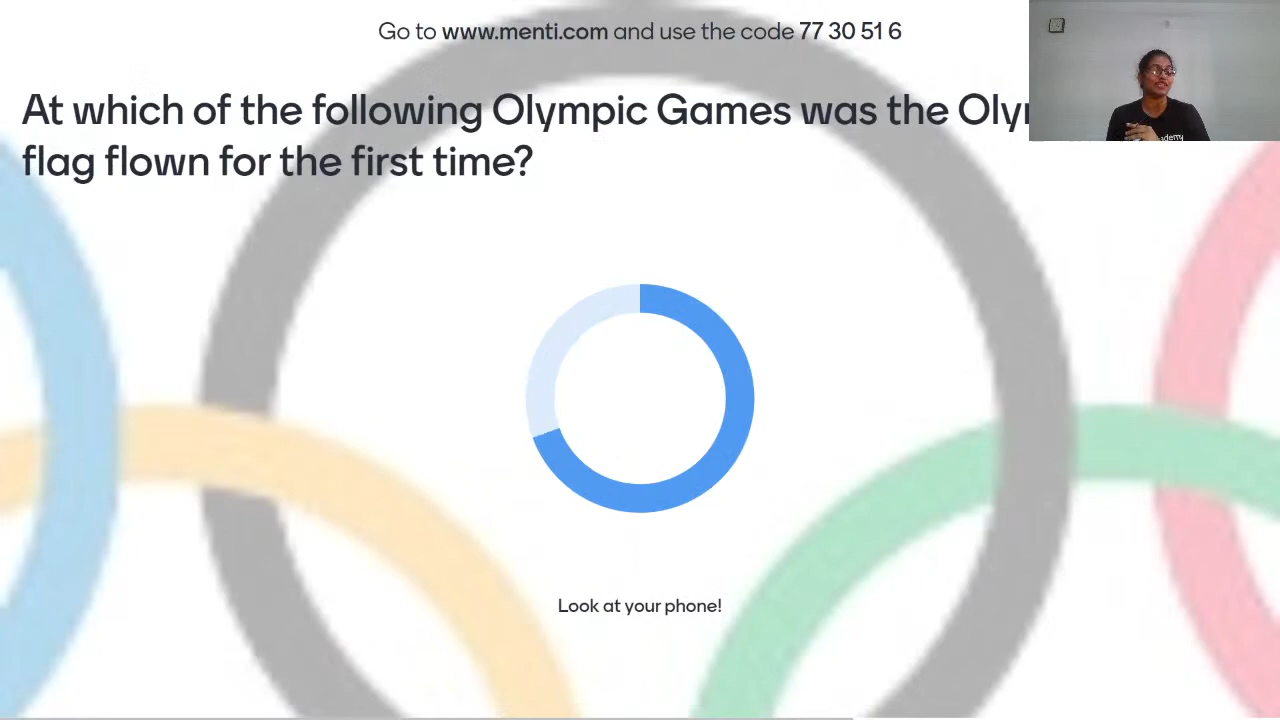 Go to www.menti.com and use the code 77 30 51 6
At which of the following Olympic Games was the
flag flown for the first time?
Look at your phone!